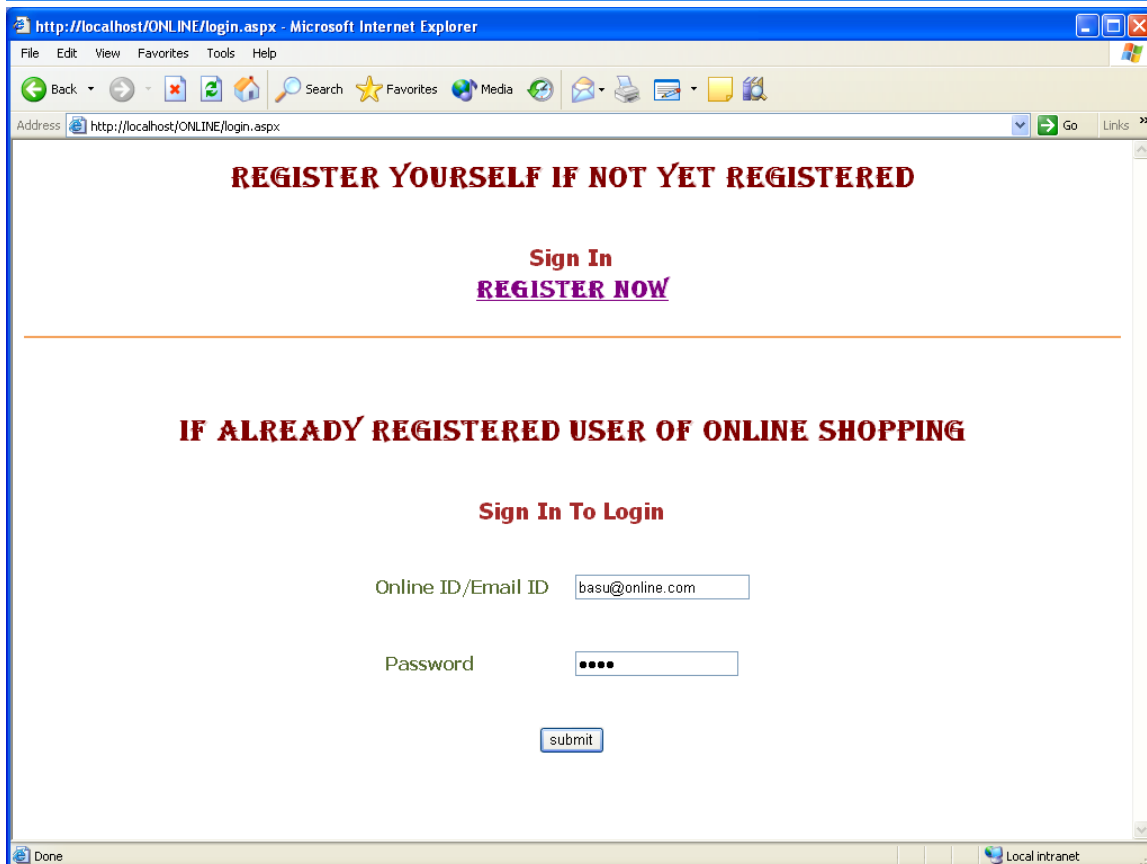 http://localhost/ONLINE/login.aspx - Microsoft Internet Explorer
File Edit View Favorites Tools Help
Back Search Favorites Media
Address http://localhost/ONLINE/login.aspx Go Links »
REGISTER YOURSELF IF NOT YET REGISTERED
Sign In
REGISTER NOW
IF ALREADY REGISTERED USER OF ONLINE SHOPPING
Sign In To Login
Online ID/Email ID basu@online.com
Password ••••
submit
Done Local intranet